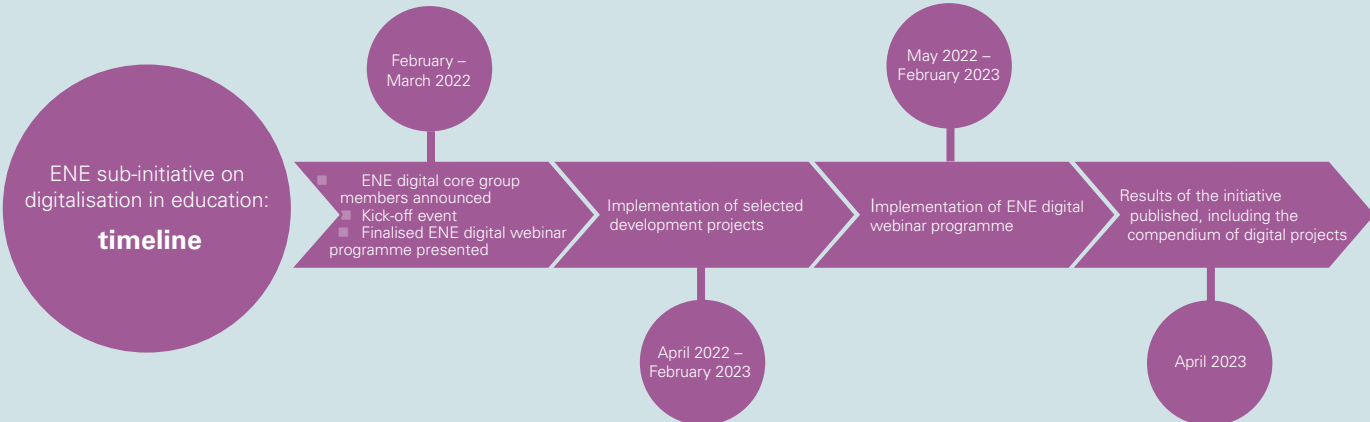 ENE sub-initiative on
digitalisation in education:
timeline
February –
March 2022
■ ENE digital core group
members announced
■ Kick-off event
■ Finalised ENE digital webinar
programme presented
Implementation of selected
development projects
April 2022 –
February 2023
May 2022 –
February 2023
Implementation of ENE digital
webinar programme
Results of the initiative
published, including the
compendium of digital projects
April 2023